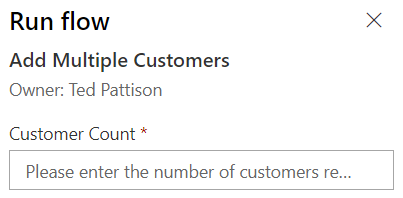 Run flow
Add Multiple Customers
Owner: Ted Pattison
Customer Count *
Please enter the number of customers re...